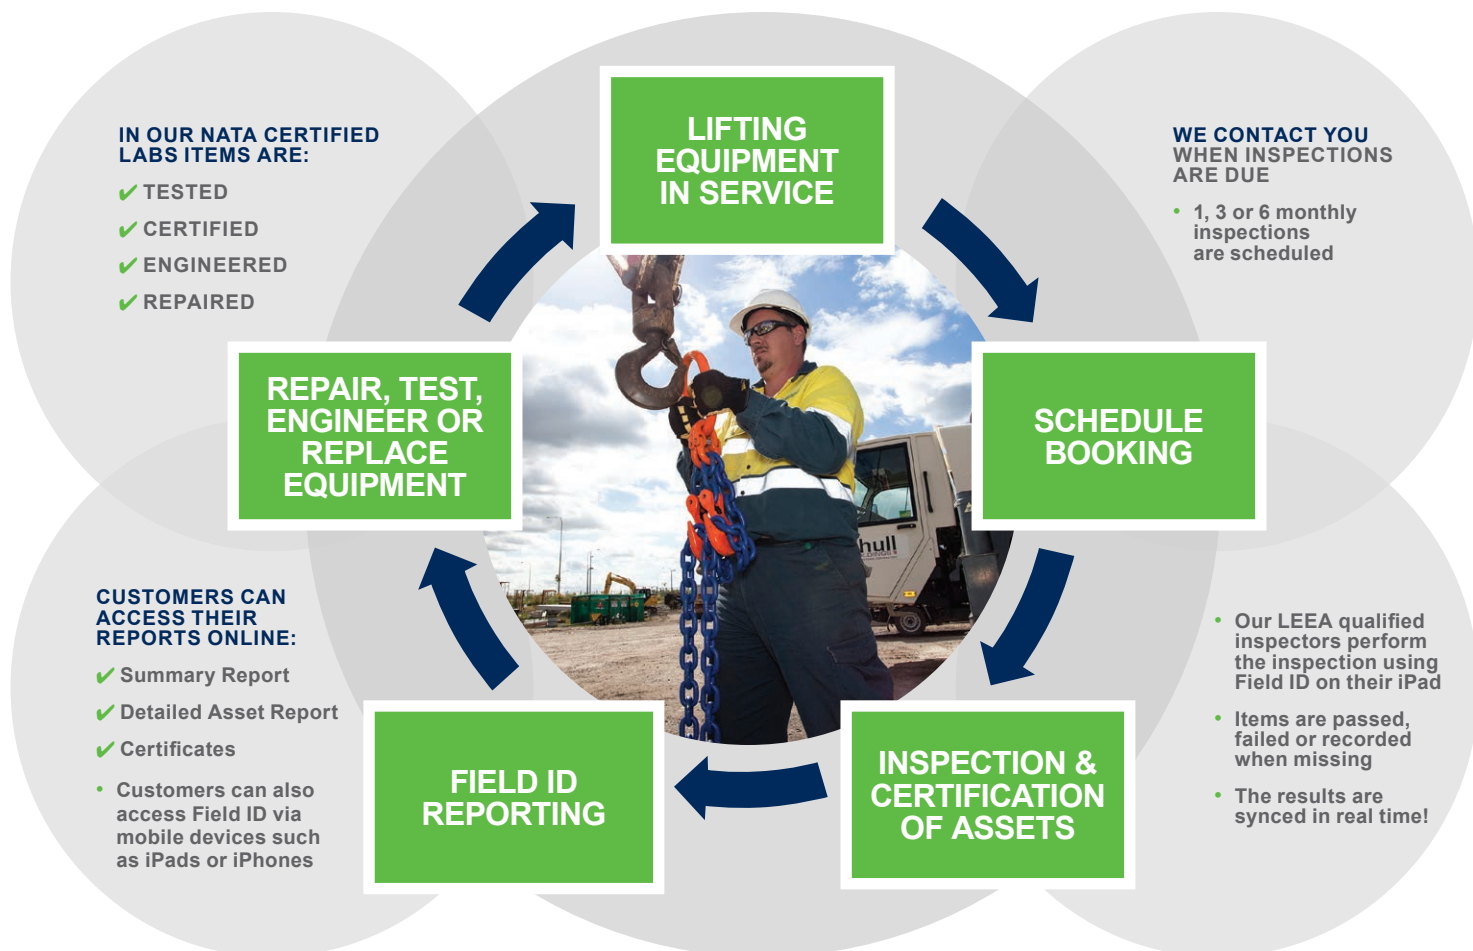 IN OUR NATA CERTIFIED
LABS ITEMS ARE:
✔ TESTED
✔ CERTIFIED
✔ ENGINEERED
✔ REPAIRED
LIFTING
EQUIPMENT
IN SERVICE
WE CONTACT YOU
WHEN INSPECTIONS
ARE DUE
• 1, 3 or 6 monthly
inspections
are scheduled
REPAIR, TEST,
ENGINEER OR
REPLACE
EQUIPMENT
SCHEDULE
BOOKING
hull
CUSTOMERS CAN
ACCESS THEIR
REPORTS ONLINE:
✔ Summary Report
✔ Detailed Asset Report
✔ Certificates
• Customers can also
access Field ID via
mobile devices such
as iPads or iPhones
FIELD ID
REPORTING
INSPECTION &
CERTIFICATION
OF ASSETS
• Our LEEA qualified
inspectors perform
the inspection using
Field ID on their iPad
• Items are passed,
failed or recorded
when missing
• The results are
synced in real time!